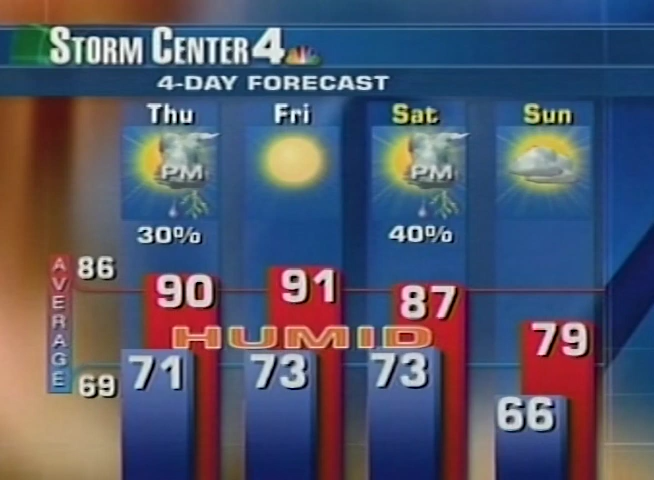 STORM CENTER 4
4-DAY FORECAST
Thu Fri Sat Sun
PM PM
30% 40%
AVERAGE
86
90 91 87
HUMID
79
71 73 73
69
66